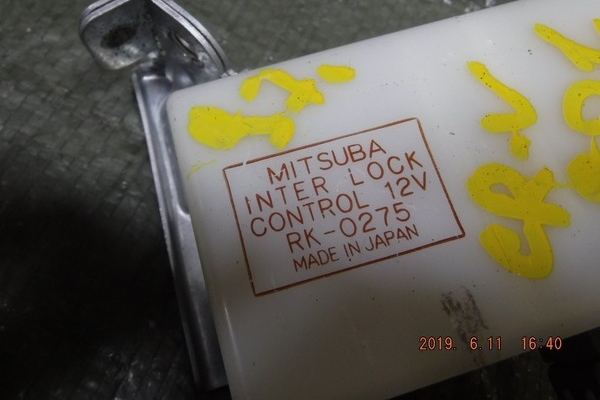 MITSUBA
INTER LOCK
CONTROL 12V
RK-0275
MADE IN JAPAN
2019. 6.11 16:40